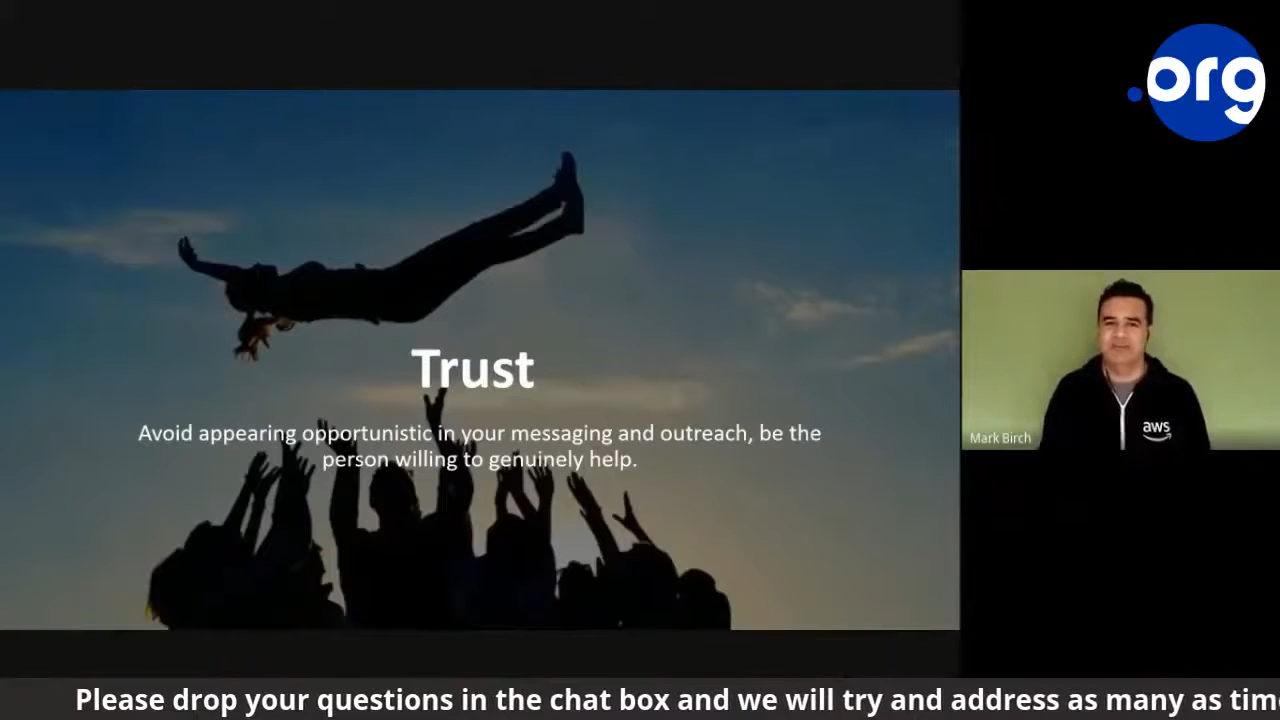 .org
Trust
Avoid appearing opportunistic in your messaging and outreach, be the
person willing to genuinely help.
aws
Mark Birch
Please drop your questions in the chat box and we will try and address as many as tim